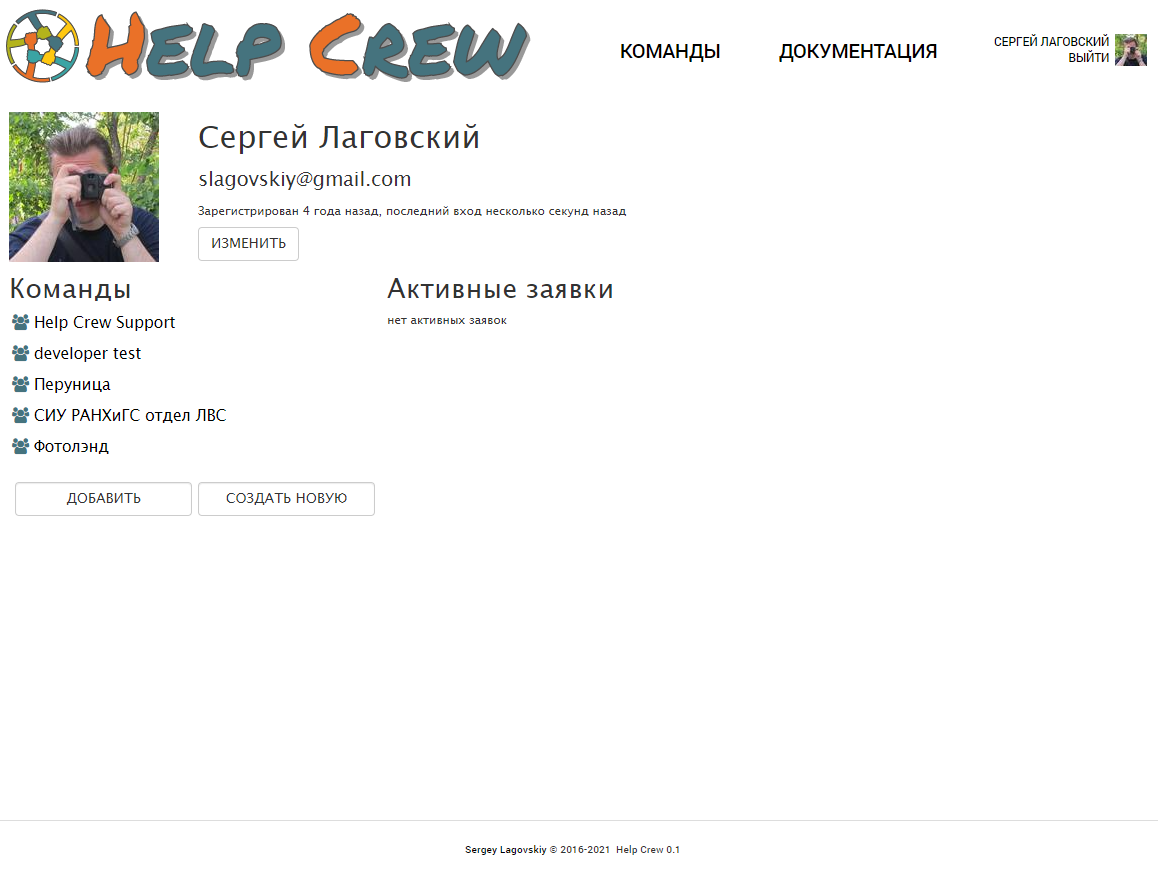 HELP CREW
КОМАНДЫ
ДОКУМЕНТАЦИЯ
СЕРГЕЙ ЛАГОВСКИЙ
ВЫЙТИ
Сергей Лаговский
slagovskiy@gmail.com
Зарегистрирован 4 года назад, последний вход несколько секунд назад
ИЗМЕНИТЬ
Команды
Help Crew Support
developer test
Перуница
СИУ РАНХиГС отдел ЛВС
Фотолэнд
ДОБАВИТЬ
СОЗДАТЬ НОВУЮ
Активные заявки
нет активных заявок
Sergey Lagovskiy © 2016-2021 Help Crew 0.1